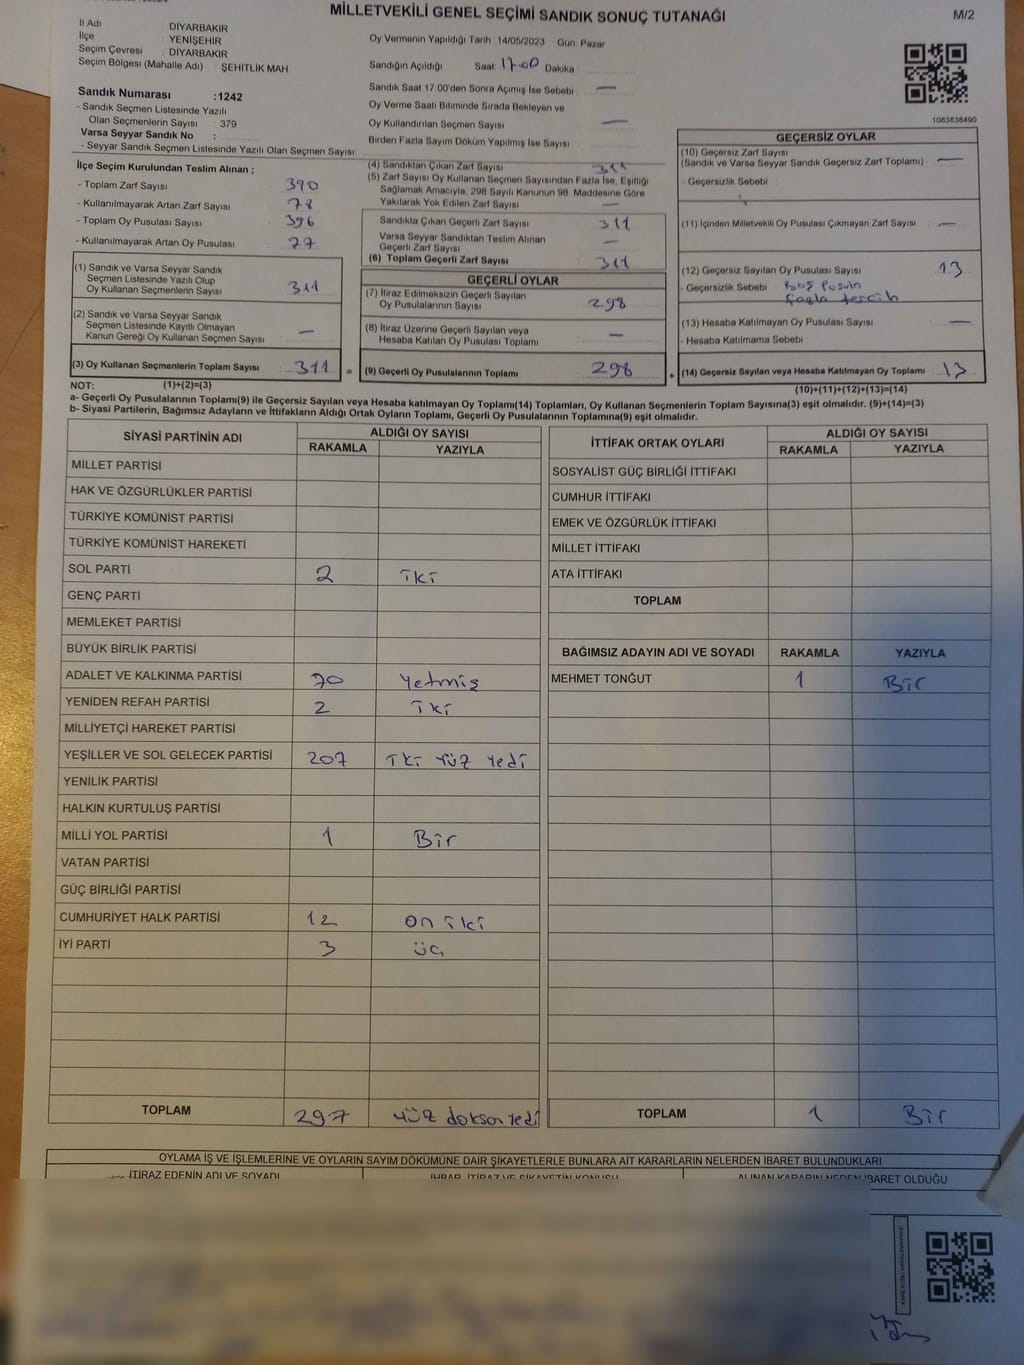 MİLLETVEKİLİ GENEL SEÇİMİ SANDIK SONUÇ TUTANAĞI
M/2
İl Adı DİYARBAKIR
İlçe YENİŞEHİR
Seçim Çevresi : DİYARBAKIR
Seçim Bölgesi (Mahalle Adı) : ŞEHİTLİK MAH
Oy Vermenin Yapıldığı Tarih 14/05/2023 Gün: Pazar
Sandığın Açıldığı Saat 17:00 Dakika
Sandık Saat 17.00'den Sonra Açımış İse Sebebi : —
Oy Verme Saati Bitiminde Sırada Bekleyen ve
Oy Kullandırılan Seçmen Sayısı —
Birden Fazla Sayım Döküm Yapılmış İse Sayısı :
Sandık Numarası :1242
- Sandık Seçmen Listesinde Yazılı
Olan Seçmenlerin Sayısı : 379
Varsa Seyyar Sandık No :
- Seyyar Sandık Seçmen Listesinde Yazılı Olan Seçmen Sayısı:
1083838490
İlçe Seçim Kurulundan Teslim Alınan ;
- Toplam Zarf Sayısı 390
- Kullanılmayarak Artan Zarf Sayısı 78
- Toplam Oy Pusulası Sayısı 396
- Kullanılmayarak Artan Oy Pusulası 77
(1) Sandık ve Varsa Seyyar Sandık
Seçmen Listesinde Yazılı Olup
Oy Kullanan Seçmenlerin Sayısı : 311
(2) Sandık ve Varsa Seyyar Sandık
Seçmen Listesinde Kayıtlı Olmayan
Kanun Gereği Oy Kullanan Seçmen Sayısı : —
(3) Oy Kullanan Seçmenlerin Toplam Sayısı : 311 =
(4) Sandıktan Çıkan Zarf Sayısı 311
(5) Zarf Sayısı Oy Kullanan Seçmen Sayısından Fazla İse, Eşitliği
Sağlamak Amacıyla, 298 Sayılı Kanunun 98. Maddesine Göre
Yakılarak Yok Edilen Zarf Sayısı —
Sandıkta Çıkan Geçerli Zarf Sayısı 311
Varsa Seyyar Sandıktan Teslim Alınan
Geçerli Zarf Sayısı —
(6) Toplam Geçerli Zarf Sayısı 311
GEÇERLİ OYLAR
(7) İtiraz Edilmeksizin Geçerli Sayılan
Oy Pusulalarının Sayısı 298
(8) İtiraz Üzerine Geçerli Sayılan veya
Hesaba Katılan Oy Pusulası Toplamı —
(9) Geçerli Oy Pusulalarının Toplamı 298 +
GEÇERSİZ OYLAR
(10) Geçersiz Zarf Sayısı
(Sandık ve Varsa Seyyar Sandık Geçersiz Zarf Toplamı) : —
- Geçersizlik Sebebi :
(11) İçinden Milletvekili Oy Pusulası Çıkmayan Zarf Sayısı : —
(12) Geçersiz Sayılan Oy Pusulası Sayısı : 13
- Geçersizlik Sebebi : Boş
(13) Hesaba Katılmayan Oy Pusulası Sayısı : —
- Hesaba Katılmama Sebebi :
(14) Geçersiz Sayılan veya Hesaba Katılmayan Oy Toplamı : 13
NOT: (1)+(2)=(3) (10)+(11)+(12)+(13)=(14)
a- Geçerli Oy Pusulalarının Toplamı(9) ile Geçersiz Sayılan veya Hesaba katılmayan Oy Toplamı(14) Toplamları, Oy Kullanan Seçmenlerin Toplam Sayısına(3) eşit olmalıdır. (9)+(14)=(3)
b- Siyasi Partilerin, Bağımsız Adayların ve İttifakların Aldığı Ortak Oyların Toplamı, Geçerli Oy Pusulalarının Toplamına(9) eşit olmalıdır.
SİYASİ PARTİNİN ADI ALDIĞI OY SAYISI
RAKAMLA YAZIYLA
MİLLET PARTİSİ
HAK VE ÖZGÜRLÜKLER PARTİSİ
TÜRKİYE KOMÜNİST PARTİSİ
TÜRKİYE KOMÜNİST HAREKETİ
SOL PARTİ 2 iki
GENÇ PARTİ
MEMLEKET PARTİSİ
BÜYÜK BİRLİK PARTİSİ
ADALET VE KALKINMA PARTİSİ 70 Yetmiş
YENİDEN REFAH PARTİSİ 2 iki
MİLLİYETÇİ HAREKET PARTİSİ
YEŞİLLER VE SOL GELECEK PARTİSİ 207 iki yüz yedi
YENİLİK PARTİSİ
HALKIN KURTULUŞ PARTİSİ
MİLLİ YOL PARTİSİ 1 Bir
VATAN PARTİSİ
GÜÇ BİRLİĞİ PARTİSİ
CUMHURİYET HALK PARTİSİ 12 on iki
İYİ PARTİ 3 üç
TOPLAM 297 yüz doksan yedi
İTTİFAK ORTAK OYLARI ALDIĞI OY SAYISI
RAKAMLA YAZIYLA
SOSYALİST GÜÇ BİRLİĞİ İTTİFAKI
CUMHUR İTTİFAKI
EMEK VE ÖZGÜRLÜK İTTİFAKI
MİLLET İTTİFAKI
ATA İTTİFAKI
TOPLAM
BAĞIMSIZ ADAYIN ADI VE SOYADI RAKAMLA YAZIYLA
MEHMET TONĞUT 1 Bir
TOPLAM 1 Bir
OYLAMA İŞ VE İŞLEMLERİNE VE OYLARIN SAYIM DÖKÜMÜNE DAİR ŞİKAYETLERLE BUNLARA AİT KARARLARIN NELERDEN İBARET BULUNDUKLARI
İTİRAZ EDENİN ADI VE SOYADI İHBAR, İTİRAZ VE ŞİKAYETİN KONUSU ALINAN KARARIN NEDEN İBARET OLDUĞU